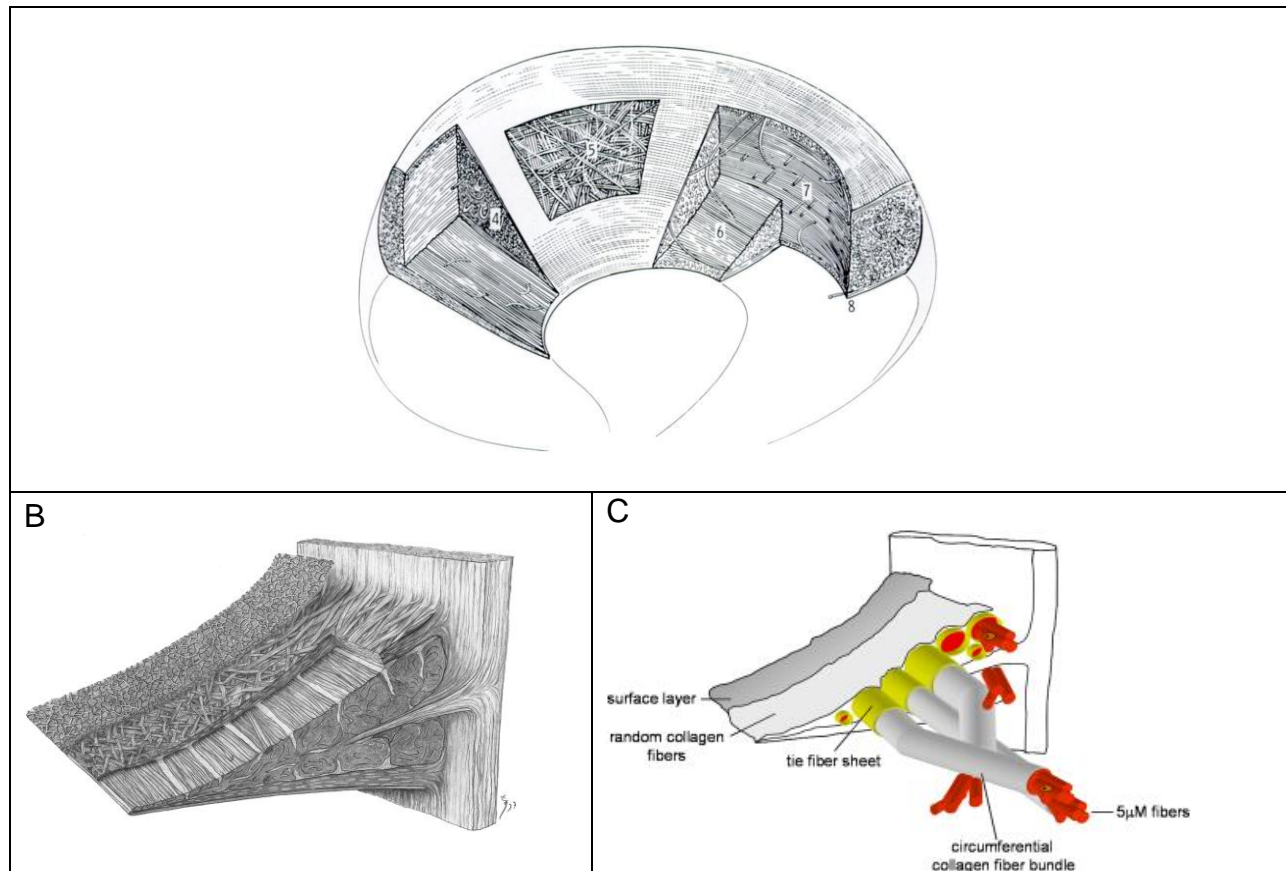 5
4
7
6
8
B
C
surface layer
random collagen
fibers
tie fiber sheet
5μM fibers
circumferential
collagen fiber bundle